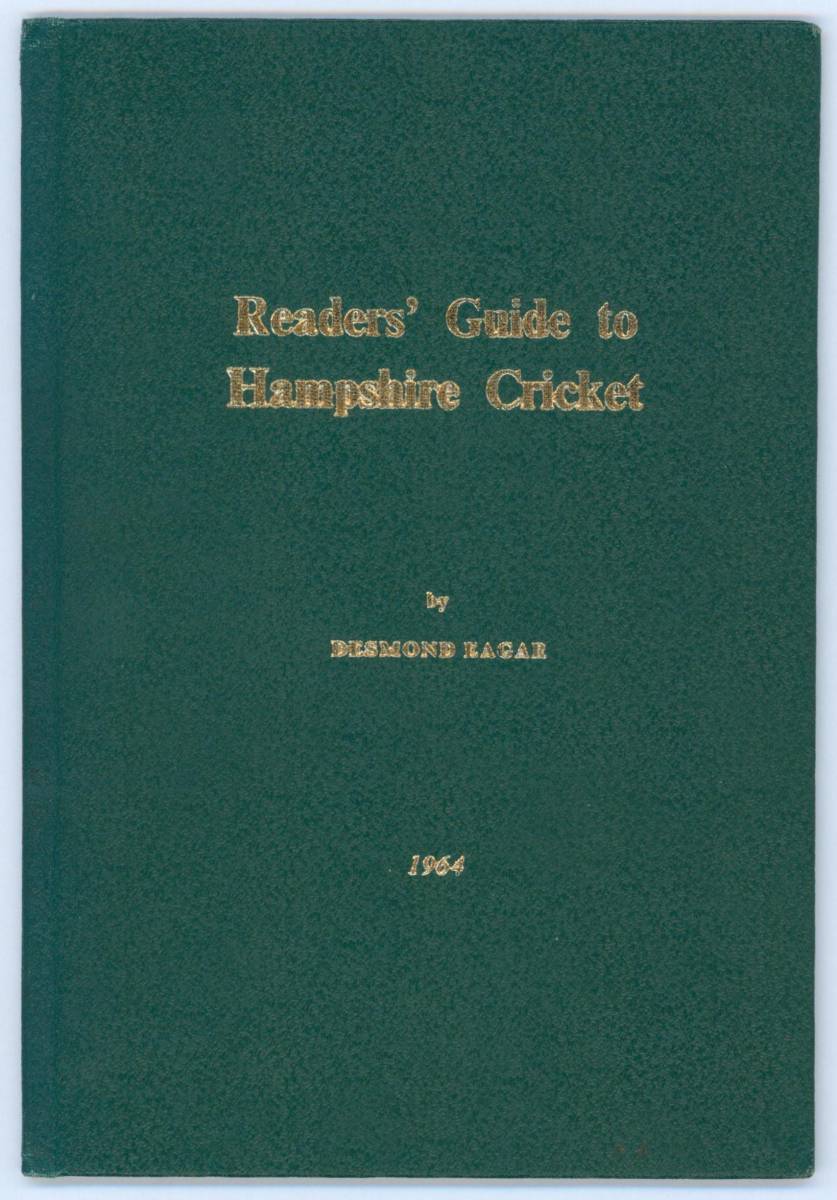 Readers' Guide to
Hampshire Cricket
by
DESMOND EAGAR
1964